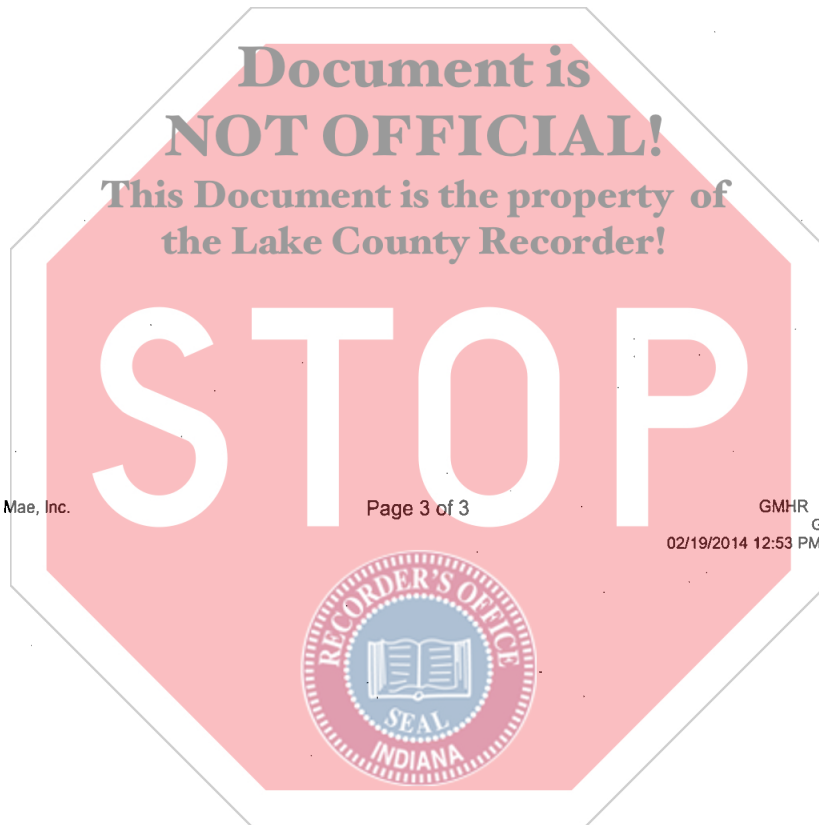 Document is
NOT OFFICIAL!
This Document is the property of
the Lake County Recorder!
STOP
Mae, Inc.
Page 3 of 3
GMHR
G
02/19/2014 12:53 PM
RECORDER'S OFFICE
SEAL
INDIANA